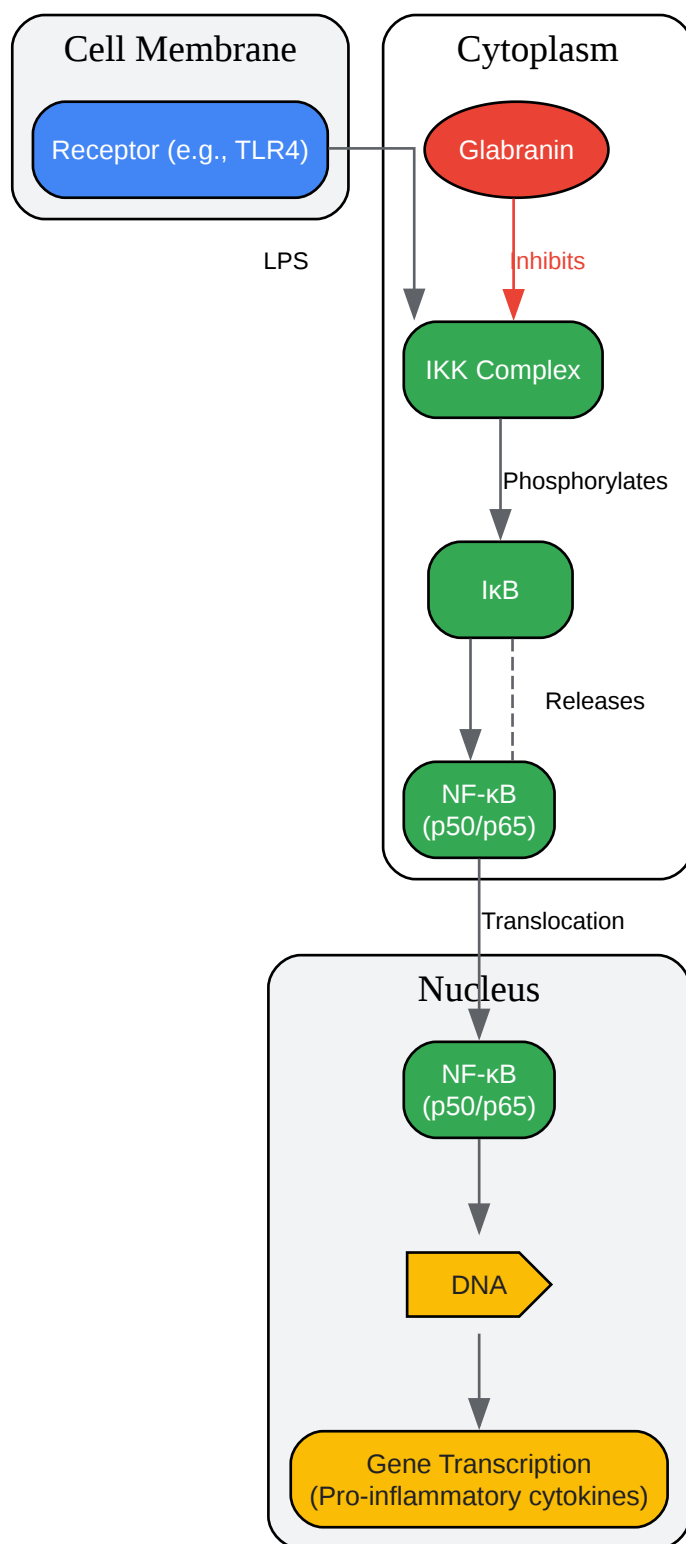 Cell Membrane
Cytoplasm
Receptor (e.g., TLR4)
Glabranin
LPS
Inhibits
IKK Complex
Phosphorylates
IκB
Releases
NF-κB
(p50/p65)
Translocation
Nucleus
NF-κB
(p50/p65)
DNA
Gene Transcription
(Pro-inflammatory cytokines)